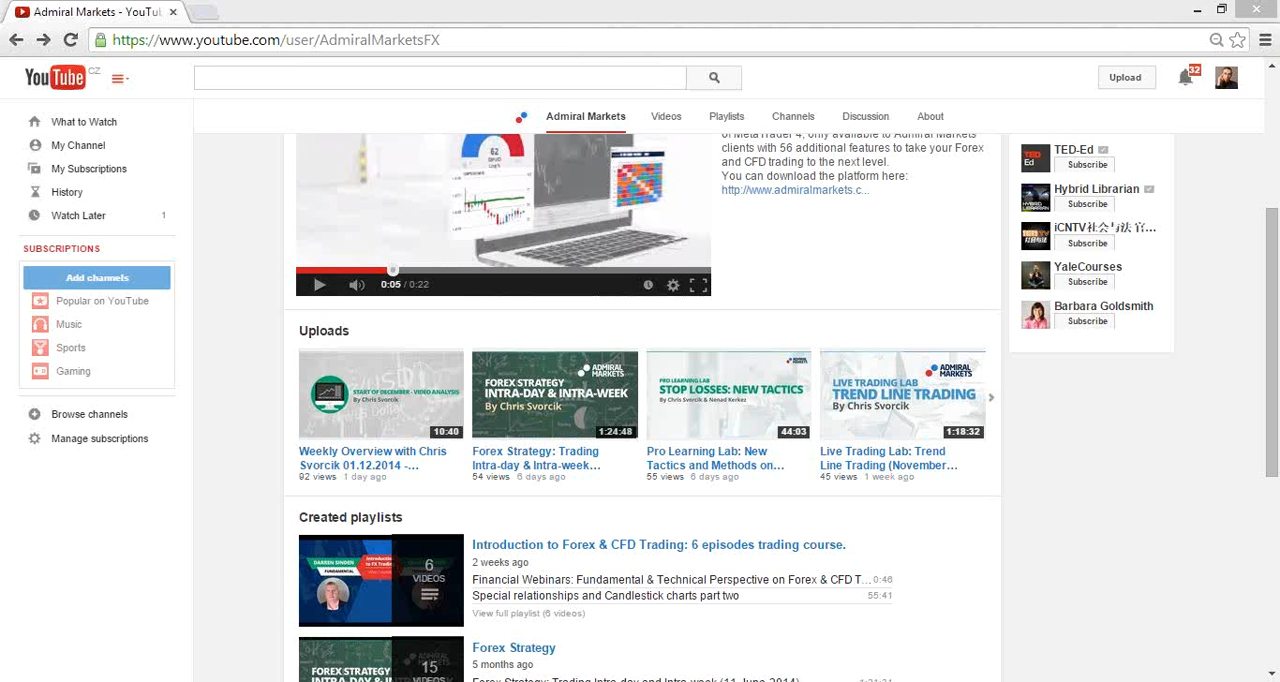 Admiral Markets - YouTu
https://www.youtube.com/user/AdmiralMarketsFX
YouTube CZ
Upload
32
Admiral Markets Videos Playlists Channels Discussion About
What to Watch
My Channel
My Subscriptions
History
Watch Later 1
SUBSCRIPTIONS
Add channels
Popular on YouTube
Music
Sports
Gaming
Browse channels
Manage subscriptions
62
0:05 / 0:22
of MetaTrader 4, only available to Admiral Markets
clients with 56 additional features to take your Forex
and CFD trading to the next level.
You can download the platform here:
http://www.admiralmarkets.c...
TED Ed
TED-Ed
Subscribe
HYBRID LIBRARIAN
Hybrid Librarian
Subscribe
iCNTV社会与法 官...
Subscribe
YaleCourses
Subscribe
Barbara Goldsmith
Subscribe
Uploads
START OF DECEMBER - VIDEO ANALYSIS
By Chris Svorcik
10:40
Weekly Overview with Chris
Svorcik 01.12.2014 -...
92 views 1 day ago
ADMIRAL MARKETS
FOREX STRATEGY
INTRA-DAY & INTRA-WEEK
By Chris Svorcik
1:24:48
Forex Strategy: Trading
Intra-day & Intra-week...
54 views 6 days ago
ADMIRAL MARKETS
PRO LEARNING LAB
STOP LOSSES: NEW TACTICS
By Chris Svorcik & Nenad Kerkez
44:03
Pro Learning Lab: New
Tactics and Methods on...
55 views 6 days ago
ADMIRAL MARKETS
LIVE TRADING LAB
TREND LINE TRADING
By Chris Svorcik
1:18:32
Live Trading Lab: Trend
Line Trading (November...
45 views 1 week ago
Created playlists
DARREN SINDEN
FUNDAMENTAL
Introduction
to FX Tradi
6
VIDEOS
Introduction to Forex & CFD Trading: 6 episodes trading course.
2 weeks ago
Financial Webinars: Fundamental & Technical Perspective on Forex & CFD T... 0:46
Special relationships and Candlestick charts part two 55:41
View full playlist (6 videos)
FOREX STRATEGY
ADMIRAL MARKETS
15
VIDEOS
Forex Strategy
5 months ago
Forex Strategy: Trading Intra-day and Intra-week (11 June 2014)